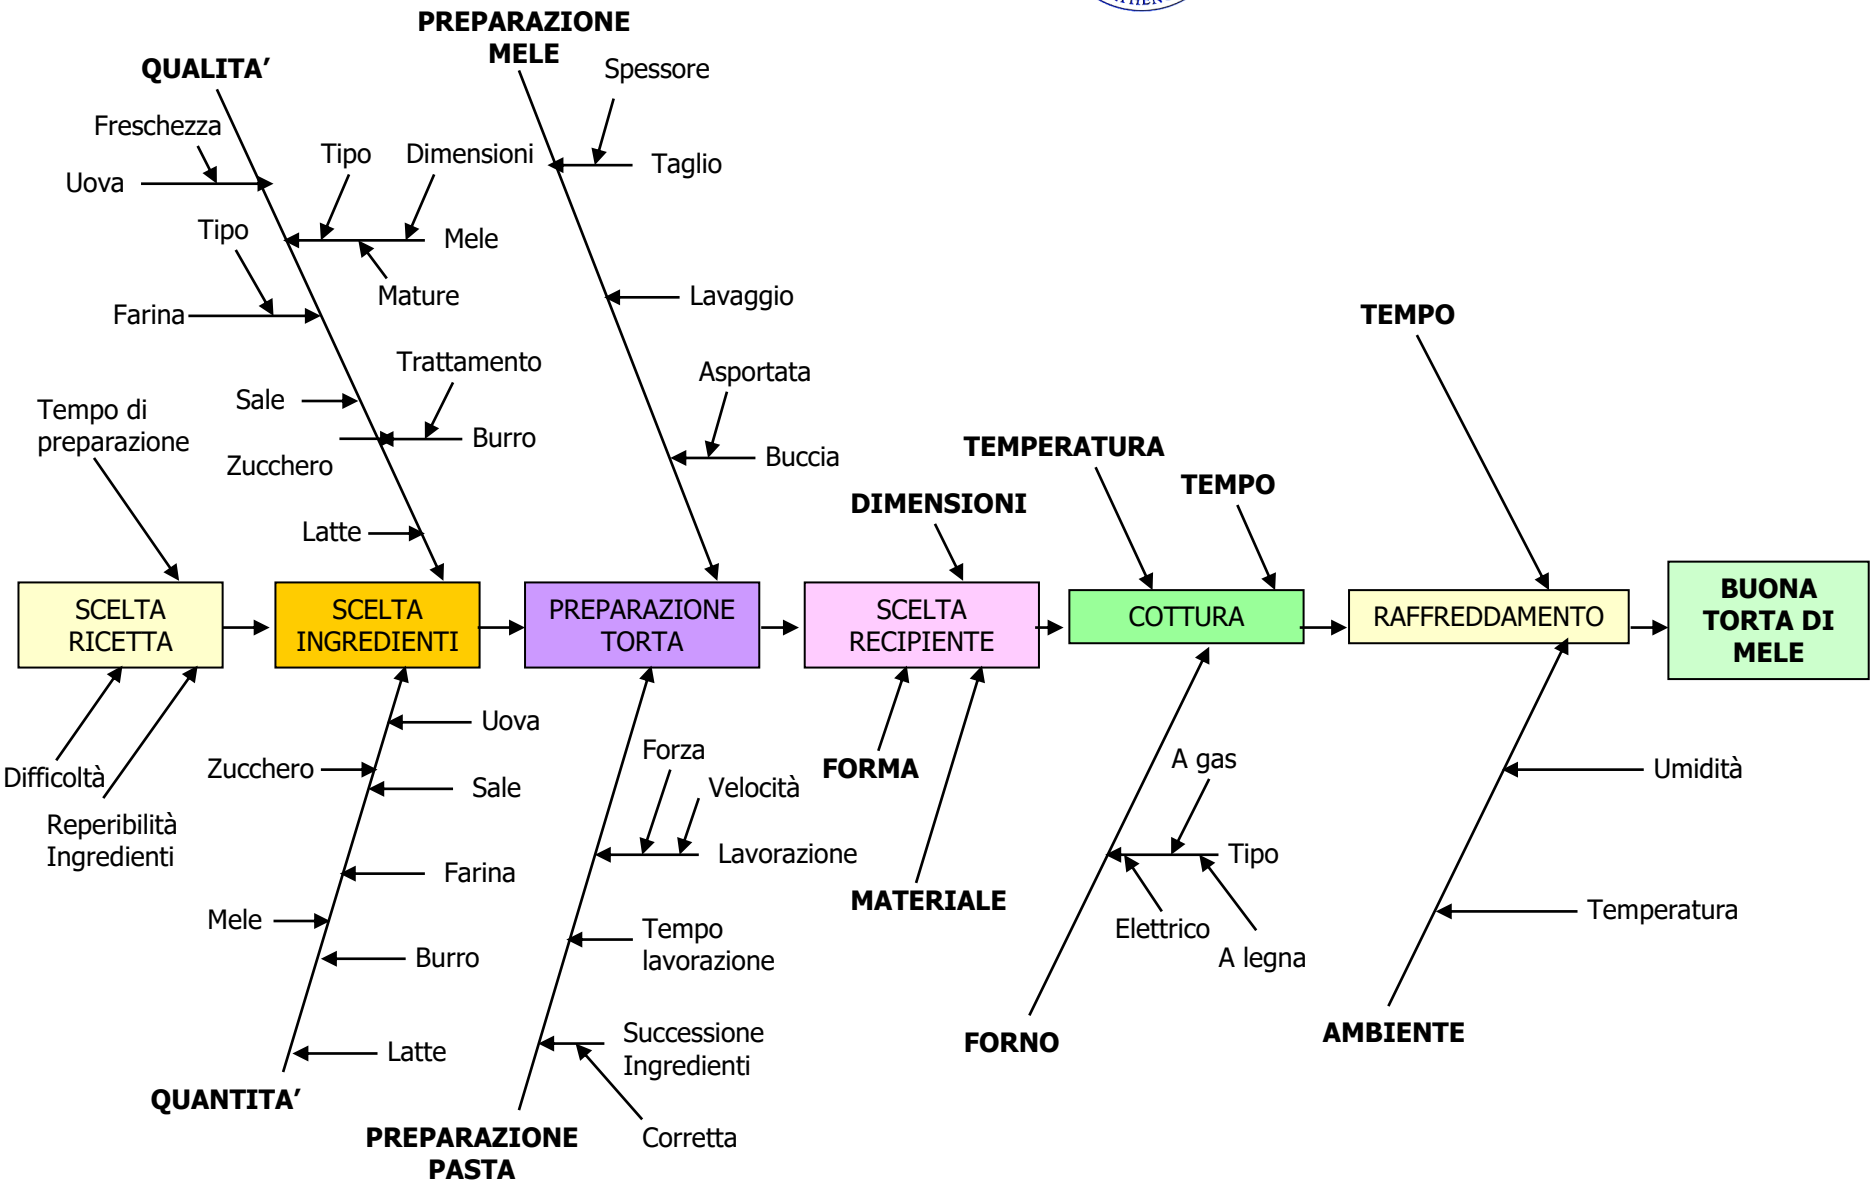 PREPARAZIONE
MELE
QUALITA’
Spessore
Freschezza
Tipo
Dimensioni
Taglio
Uova
Tipo
Mele
Mature
Lavaggio
Farina
TEMPO
Trattamento
Asportata
Sale
Tempo di
preparazione
Burro
TEMPERATURA
Buccia
Zucchero
TEMPO
DIMENSIONI
Latte
SCELTA
RICETTA
SCELTA
INGREDIENTI
PREPARAZIONE
TORTA
SCELTA
RECIPIENTE
COTTURA
RAFFREDDAMENTO
BUONA
TORTA DI
MELE
Uova
Forza
A gas
Difficoltà
Zucchero
FORMA
Umidità
Sale
Velocità
Reperibilità
Ingredienti
Lavorazione
Tipo
Farina
MATERIALE
Temperatura
Mele
Tempo
lavorazione
Elettrico
Burro
A legna
Successione
Ingredienti
FORNO
AMBIENTE
Latte
QUANTITA’
PREPARAZIONE
PASTA
Corretta